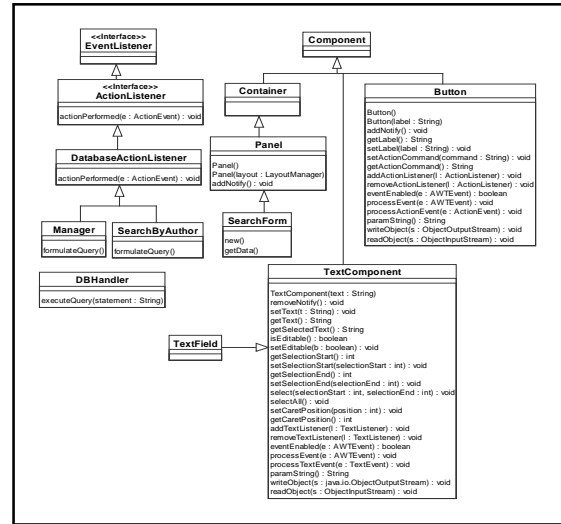 <<Interface>>
EventListener
<<Interface>>
ActionListener
actionPerformed(e : ActionEvent) : void
DatabaseActionListener
actionPerformed(e : ActionEvent) : void
Manager
formulateQuery()
SearchByAuthor
formulateQuery()
DBHandler
executeQuery(statement : String)
Component
Container
Panel
Panel()
Panel(layout : LayoutManager)
addNotify() : void
SearchForm
new()
getData()
Button
Button()
Button(label : String)
addNotify() : void
getLabel() : String
setLabel(label : String) : void
setActionCommand(command : String) : void
getActionCommand() : String
addActionListener(l : ActionListener) : void
removeActionListener(l : ActionListener) : void
eventEnabled(e : AWTEvent) : boolean
processEvent(e : AWTEvent) : void
processActionEvent(e : ActionEvent) : void
paramString() : String
writeObject(s : ObjectOutputStream) : void
readObject(s : ObjectInputStream) : void
TextField
TextComponent
TextComponent(text : String)
removeNotify() : void
setText(t : String) : void
getText() : String
getSelectedText() : String
isEditable() : boolean
setEditable(b : boolean) : void
getSelectionStart() : int
setSelectionStart(selectionStart : int) : void
getSelectionEnd() : int
setSelectionEnd(selectionEnd : int) : void
select(selectionStart : int, selectionEnd : int) : void
selectAll() : void
setCaretPosition(position : int) : void
getCaretPosition() : int
addTextListener(l : TextListener) : void
removeTextListener(l : TextListener) : void
eventEnabled(e : AWTEvent) : boolean
processEvent(e : AWTEvent) : void
processTextEvent(e : TextEvent) : void
paramString() : String
writeObject(s : java.io.ObjectOutputStream) : void
readObject(s : ObjectInputStream) : void